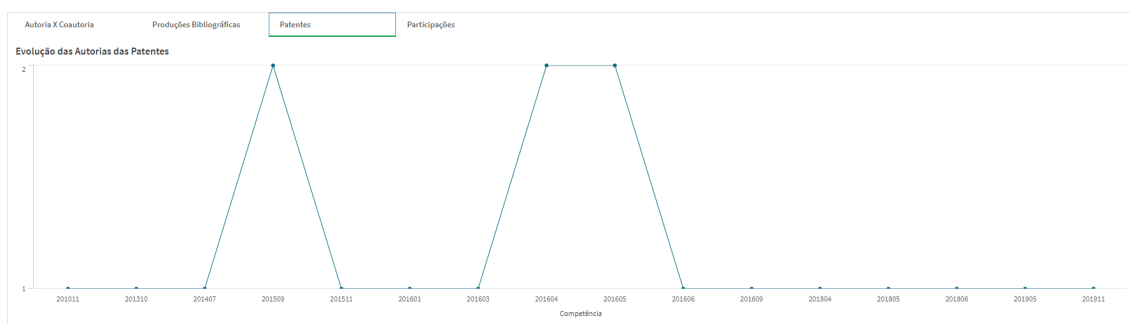 Autoria X Coautoria Produções Bibliográficas Patentes Participações
Evolução das Autorias das Patentes
2
1
201011 201310 201407 201509 201511 201601 201603 201604 201605 201606 201609 201804 201805 201806 201905 201911
Competência